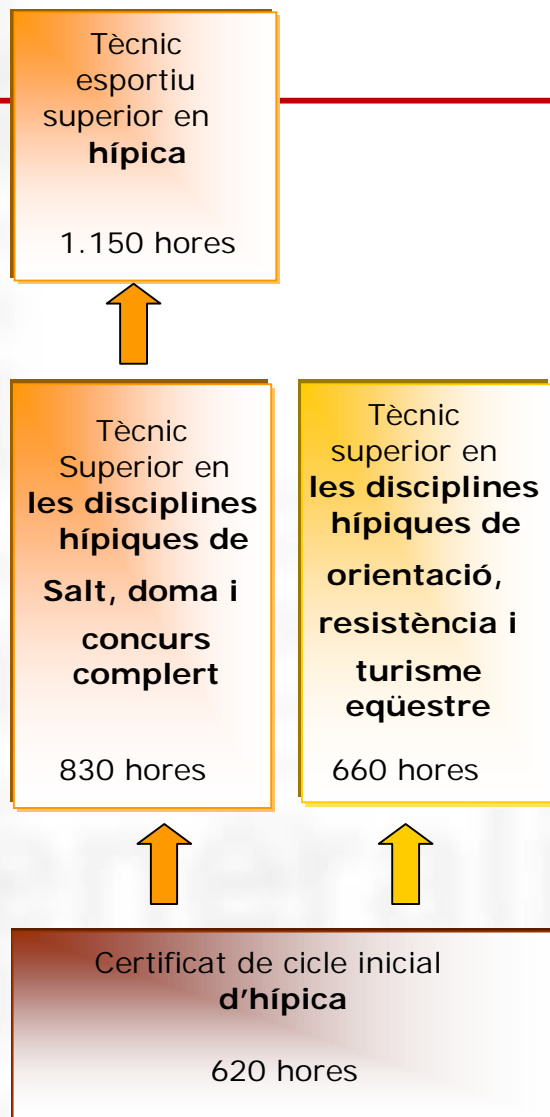 Tècnic
esportiu
superior en
hípica
1.150 hores
Tècnic
Superior en
les disciplines
hípiques de
Salt, doma i
concurs
complert
830 hores
Tècnic
superior en
les disciplines
hípiques de
orientació,
resistència i
turisme
eqüestre
660 hores
Certificat de cicle inicial
d'hípica
620 hores